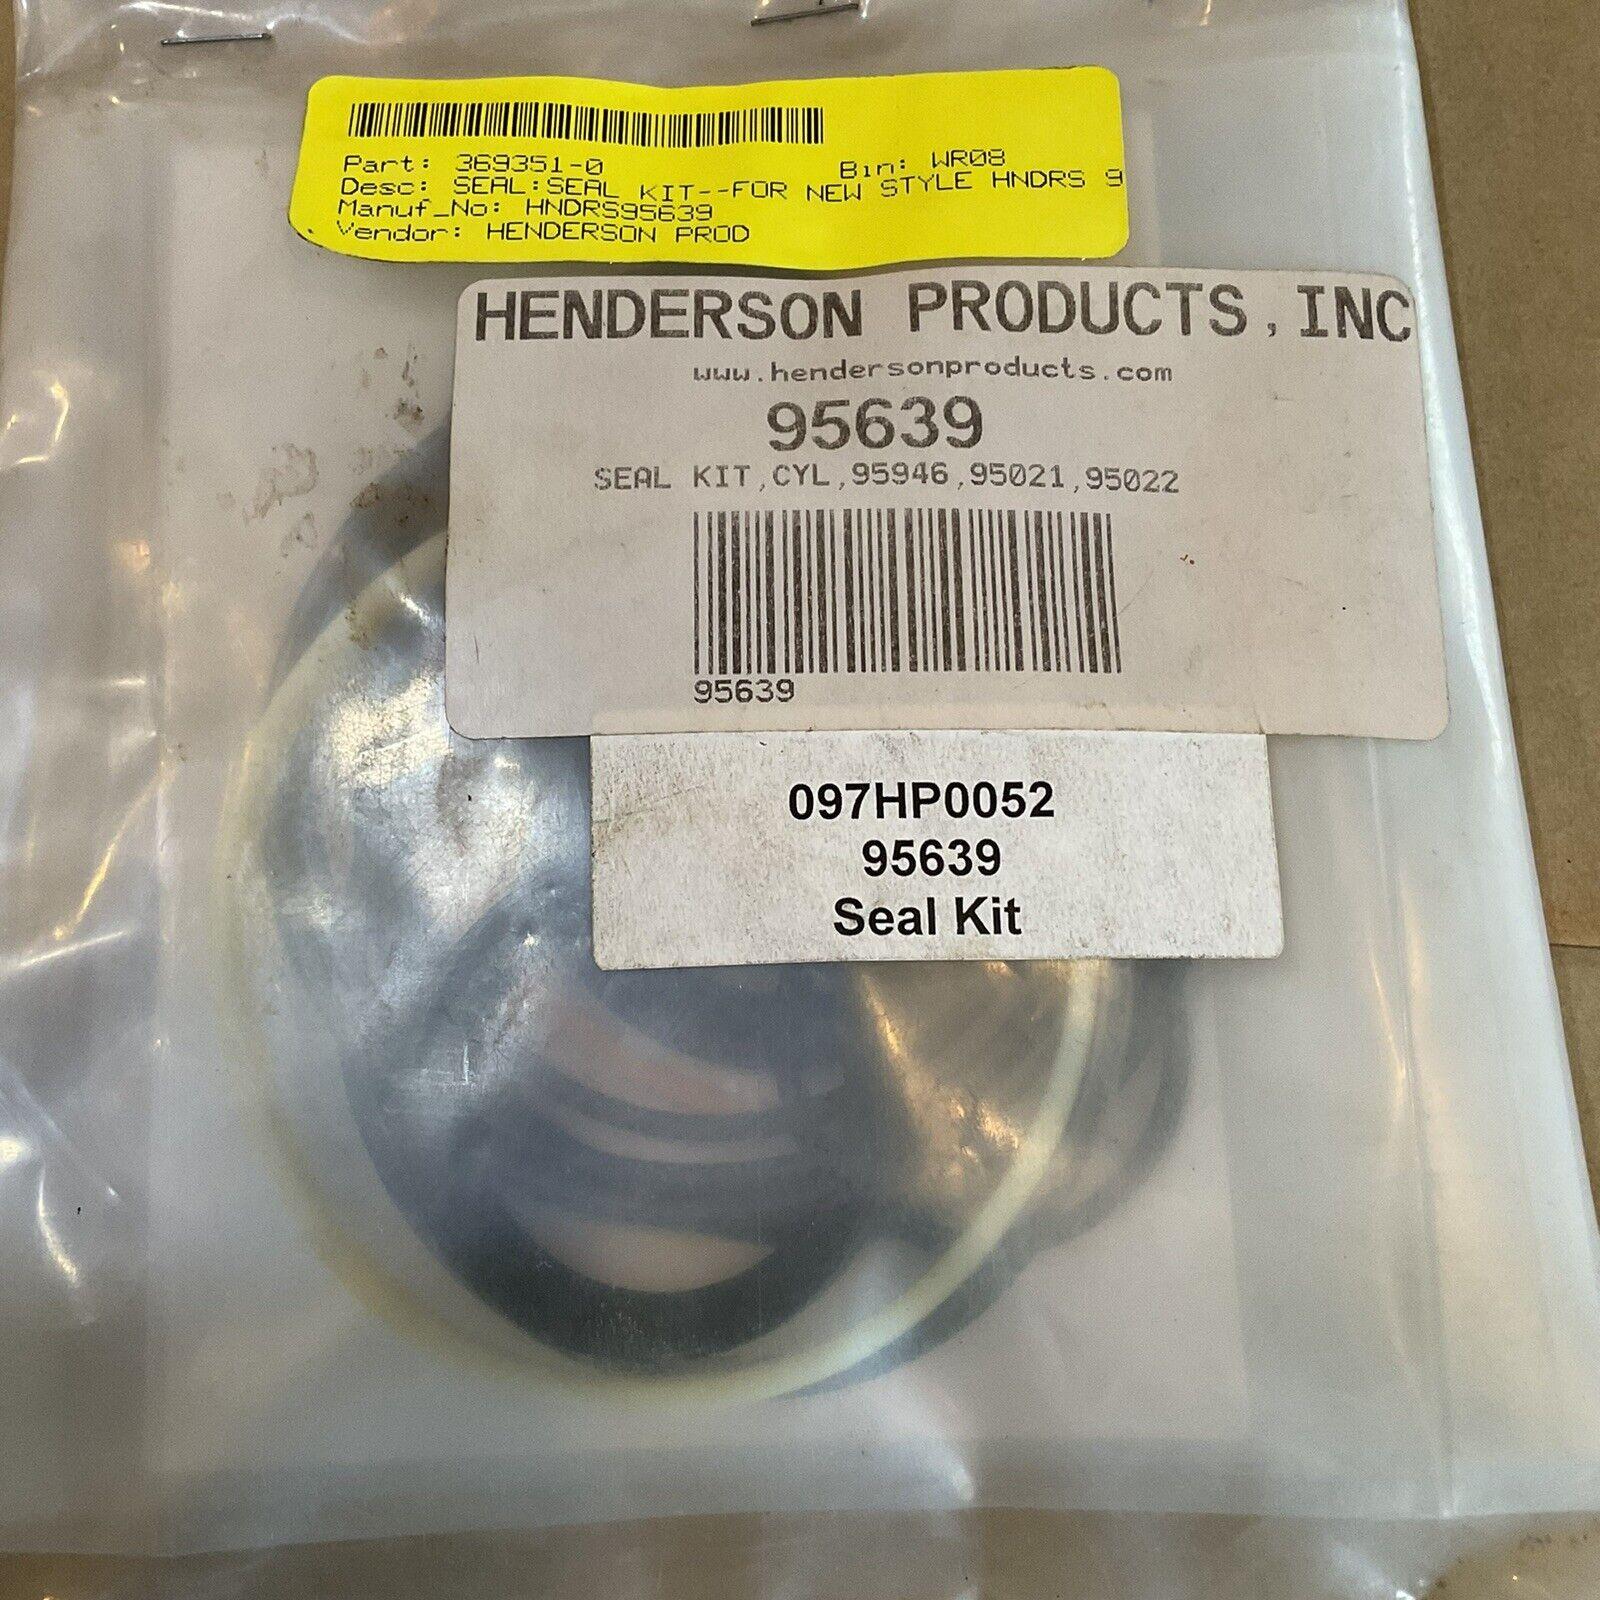 Part: 369351-0 Bin: WR08
Desc: SEAL:SEAL KIT--FOR NEW STYLE HNDRS 9
Manuf_No: HNDRS95639
Vendor: HENDERSON PROD
HENDERSON PRODUCTS, INC
www.hendersonproducts.com
95639
SEAL KIT,CYL,95946,95021,95022
95639
097HP0052
95639
Seal Kit